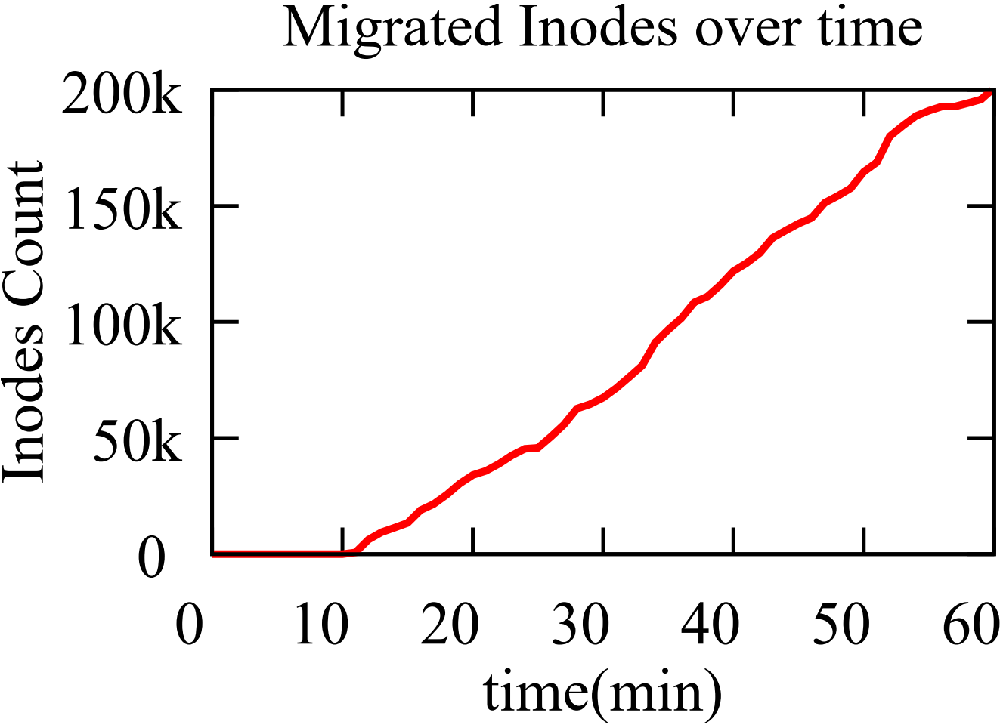 Migrated Inodes over time
200k
150k
100k
50k
0
Inodes Count
0 10 20 30 40 50 60
time(min)